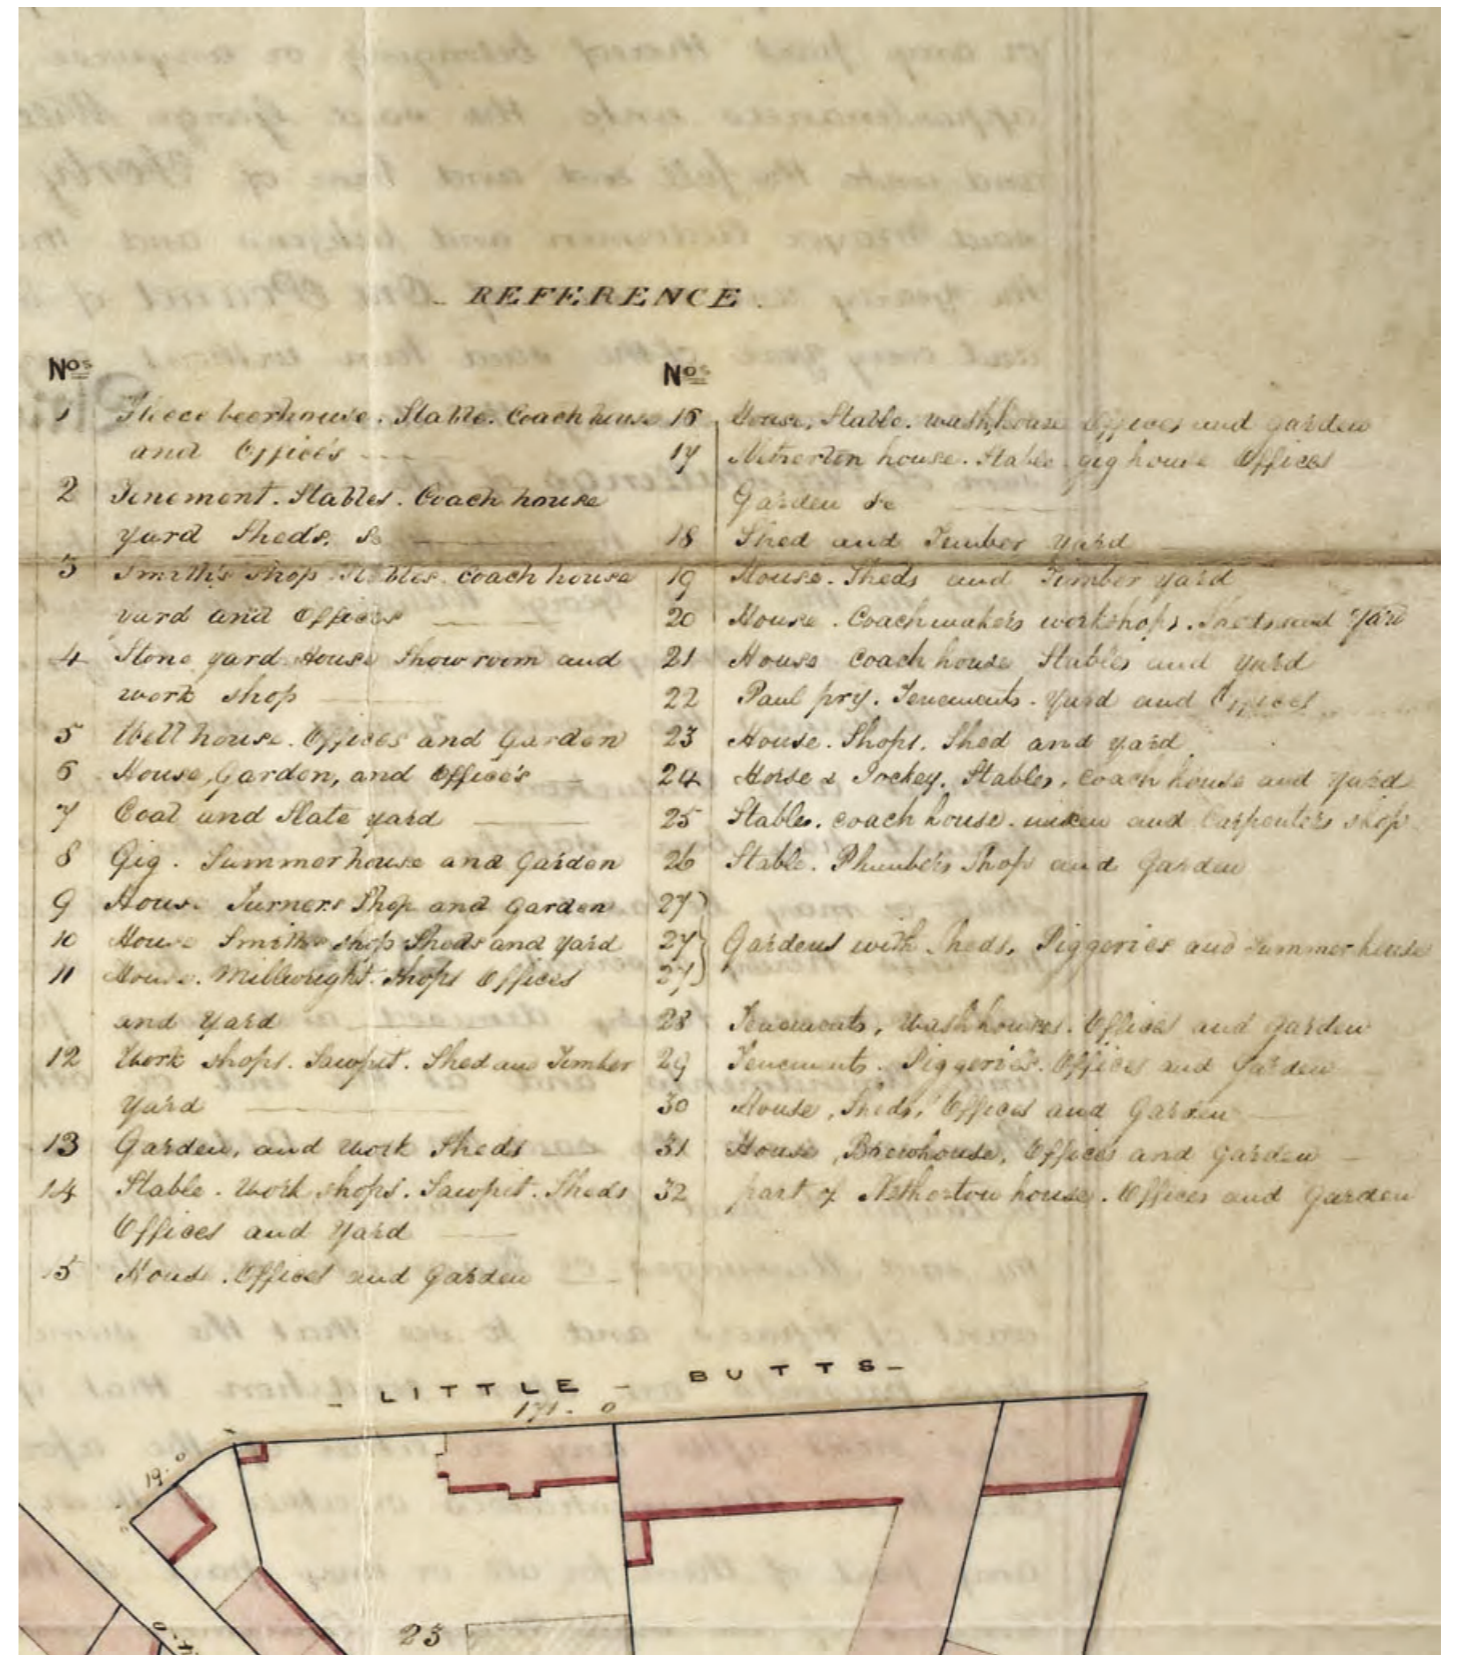 REFERENCE.
Nos
1 Fleece beerhouse. Stable. Coach house
and Offices
2 Tenement. Stables. Coach house
yard Sheds. &c
3 Smith's Shop Stables. coach house
yard and Offices
4 Stone yard House Show room and
work shop
5 Well house. Offices and Garden
6 House, Garden, and Office's
7 Coal and Slate yard
8 Gig. Summer house and Garden
9 House. Turners Shop and Garden
10 House Smiths shop Sheds and yard
11 House. Millwright. Shops Offices
and Yard
12 Work shops. Sawpit. Shed and Timber
Yard
13 Garden, and Work Sheds
14 Stable. Work shops. Sawpit. Sheds
Offices and Yard
15 House. Offices and Garden
Nos
16 House, Stable. washhouse Offices and garden
17 Netherton house. Stable. gig house Offices
Garden &c
18 Shed and Timber Yard
19 House. Sheds and Timber yard
20 House. Coachmakers workshops. Sheds and Yard
21 House coach house Stables and Yard
22 Paul pry. Tenements. Yard and Offices
23 House. Shops. Shed and yard
24 Horse & Jockey. Stables, coach house and Yard
25 Stables. coach house. mixen and Carpenters shop
26 Stable. Plumbers Shop and Garden
27
27 Gardens with Sheds, Piggeries and Summer house
27
28 Tenements, Washhouses. Offices and garden
29 Tenements. Piggeries. Offices and Garden
30 House, Sheds, Offices and Garden
31 House, Brewhouse, Offices and Garden
32 part of Netherton house. Offices and Garden
LITTLE - BUTTS
171.0
19.0
23